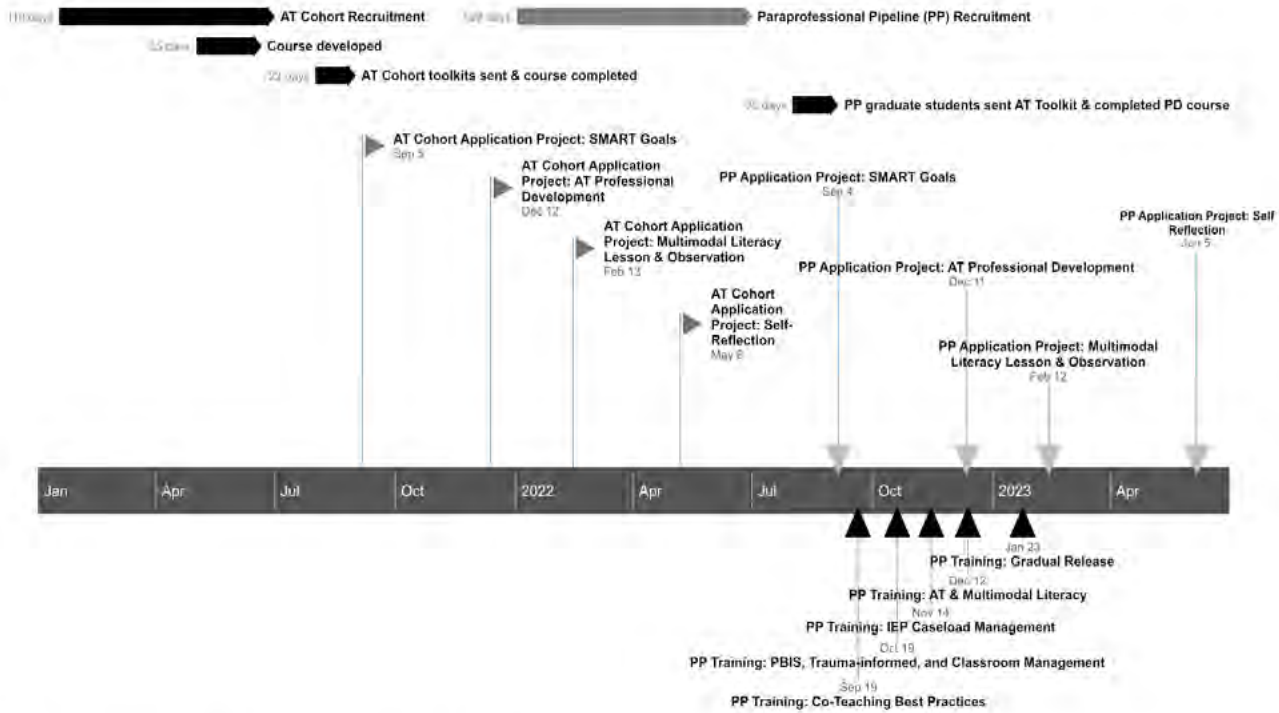 AT Cohort Recruitment
Paraprofessional Pipeline (PP) Recruitment
Course developed
AT Cohort toolkits sent & course completed
PP graduate students sent AT Toolkit & completed PD course
AT Cohort Application Project: SMART Goals
Sep 5
AT Cohort Application
Project: AT Professional
Development
Dec 12
AT Cohort Application
Project: Multimodal Literacy
Lesson & Observation
Feb 13
AT Cohort
Application
Project: Self-
Reflection
May
PP Application Project: SMART Goals
Sep 4
PP Application Project: AT Professional Development
Dec 11
PP Application Project: Multimodal
Literacy Lesson & Observation
Feb 12
PP Application Project: Self
Reflection
5
Jan
Apr
Jul
Oct
2022
Apr
Jul
Oct
2023
Apr
Jan 23
PP Training: Gradual Release
Dec 12
PP Training: AT & Multimodal Literacy
Nov 14
PP Training: IEP Caseload Management
Oct 19
PP Training: PBIS, Trauma-informed, and Classroom Management
Sep 19
PP Training: Co-Teaching Best Practices